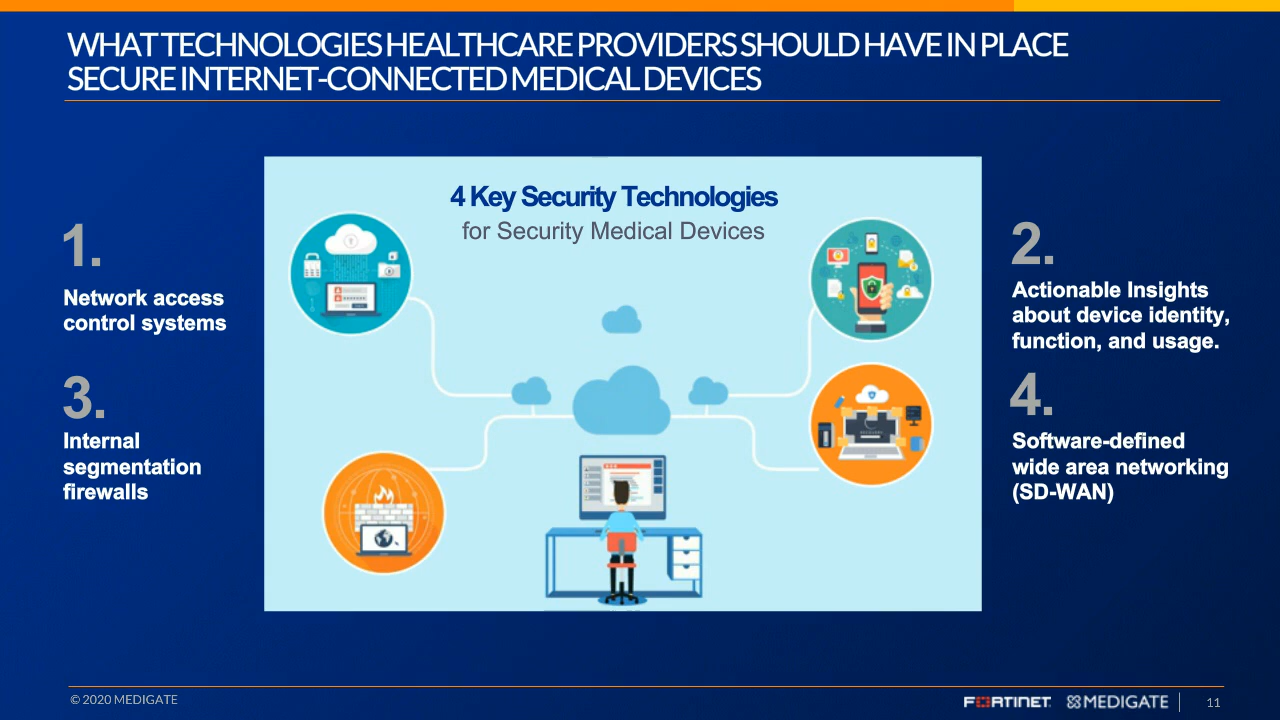 WHAT TECHNOLOGIES HEALTHCARE PROVIDERS SHOULD HAVE IN PLACE
SECURE INTERNET-CONNECTED MEDICAL DEVICES
4 Key Security Technologies
for Security Medical Devices
1.
Network access
control systems
2.
Actionable Insights
about device identity,
function, and usage.
3.
Internal
segmentation
firewalls
4.
Software-defined
wide area networking
(SD-WAN)
© 2020 MEDIGATE
FORTINET
MEDIGATE
11